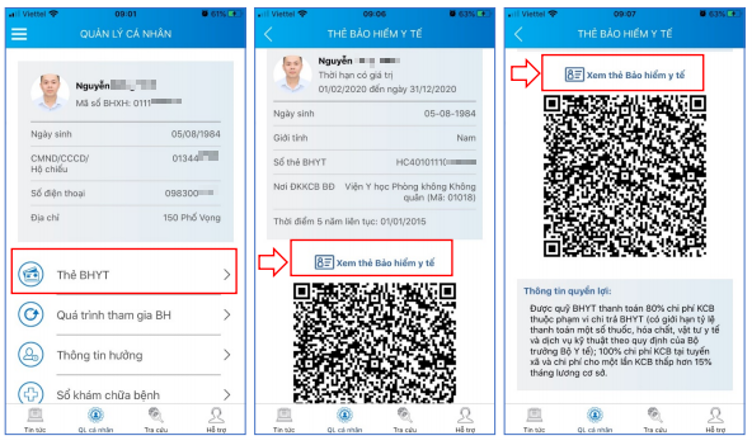 Viettel 09:01 61%
QUẢN LÝ CÁ NHÂN
Nguyễn
Mã số BHXH: 0111
Ngày sinh 05/08/1984
CMND/CCCD/
Hộ chiếu 01344
Số điện thoại 098300
Địa chỉ 150 Phố Vọng
Thẻ BHYT
Quá trình tham gia BH
Thông tin hưởng
Sổ khám chữa bệnh
Tin tức QL cá nhân Tra cứu Hỗ trợ
Viettel 09:06 63%
THẺ BẢO HIỂM Y TẾ
Nguyễn
Thời hạn có giá trị
01/02/2020 đến ngày 31/12/2020
Ngày sinh 05-08-1984
Giới tính Nam
Số thẻ BHYT HC40101110
Nơi ĐKKCB BĐ Viện Y học Phòng không Không
quân (Mã: 01018)
Thời điểm 5 năm liên tục: 01/01/2015
Xem thẻ Bảo hiểm y tế
Tin tức QL cá nhân Tra cứu Hỗ trợ
Viettel 09:07 63%
THẺ BẢO HIỂM Y TẾ
Xem thẻ Bảo hiểm y tế
Thông tin quyền lợi:
Được quỹ BHYT thanh toán 80% chi phí KCB
thuộc phạm vi chi trả BHYT (có giới hạn tỷ lệ
thanh toán một số thuốc, hóa chất, vật tư y tế
và dịch vụ kỹ thuật theo quy định của Bộ
trưởng Bộ Y tế); 100% chi phí KCB tại tuyến
xã và chi phí cho một lần KCB thấp hơn 15%
tháng lương cơ sở.
Tin tức QL cá nhân Tra cứu Hỗ trợ